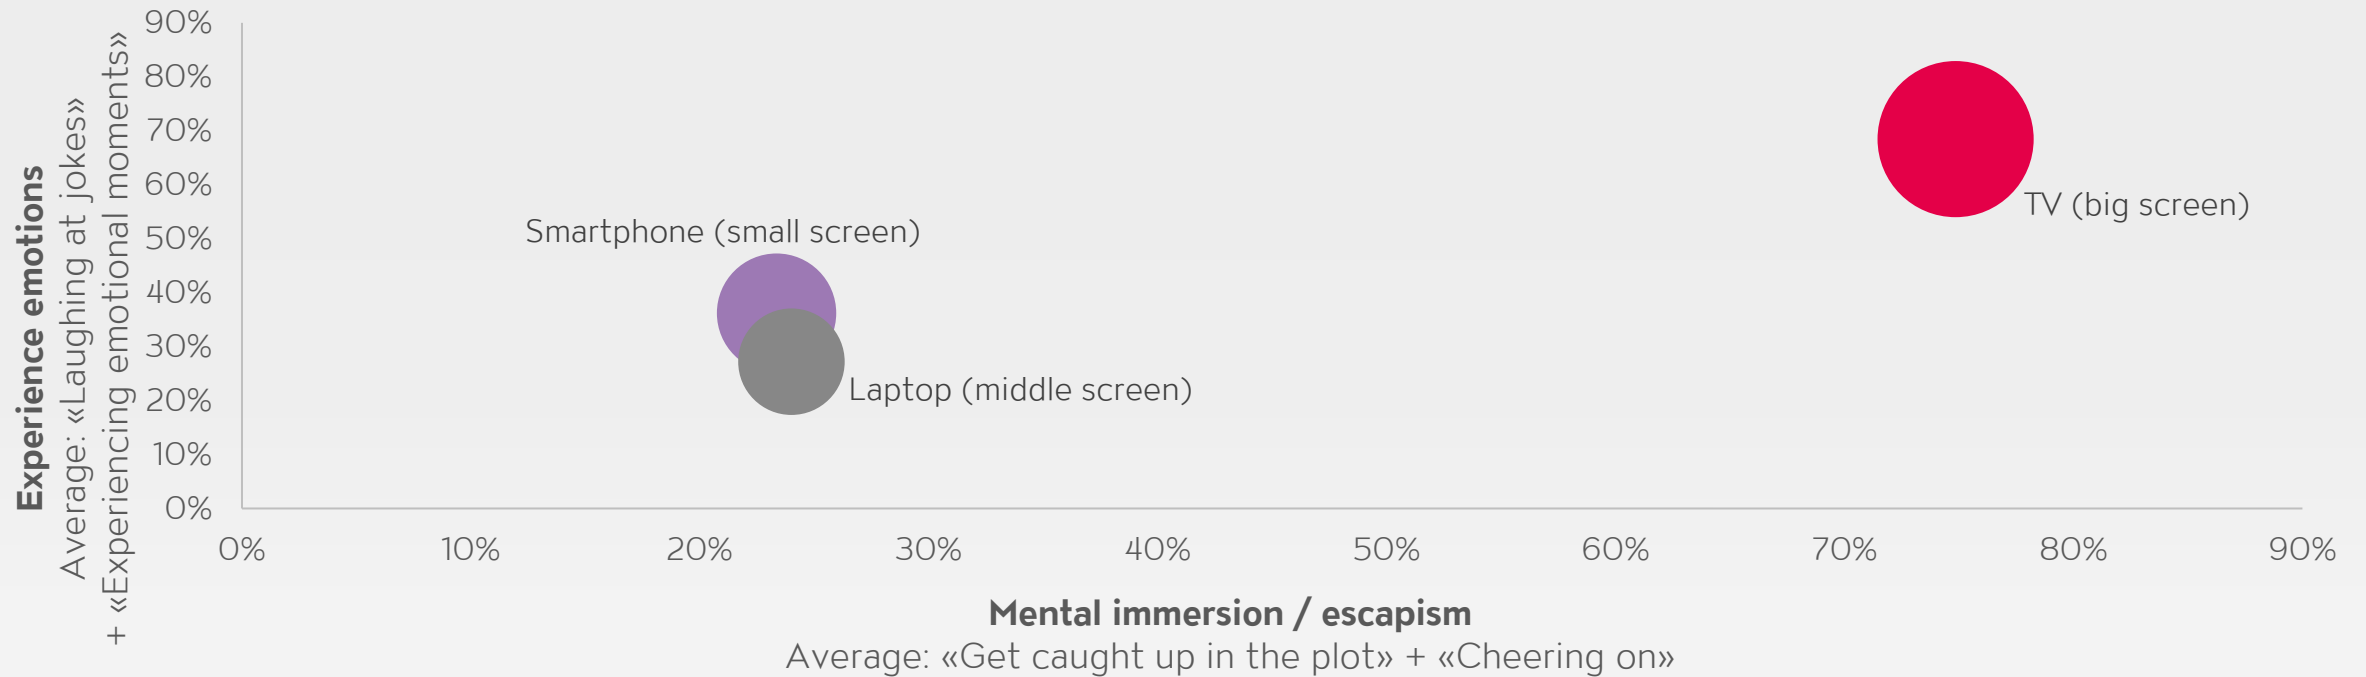 Experience emotions
Average: «Laughing at jokes»
+ «Experiencing emotional moments»
90%
80%
70%
60%
50%
40%
30%
20%
10%
0%
Smartphone (small screen)
TV (big screen)
Laptop (middle screen)
0% 10% 20% 30% 40% 50% 60% 70% 80% 90%
Mental immersion / escapism
Average: «Get caught up in the plot» + «Cheering on»